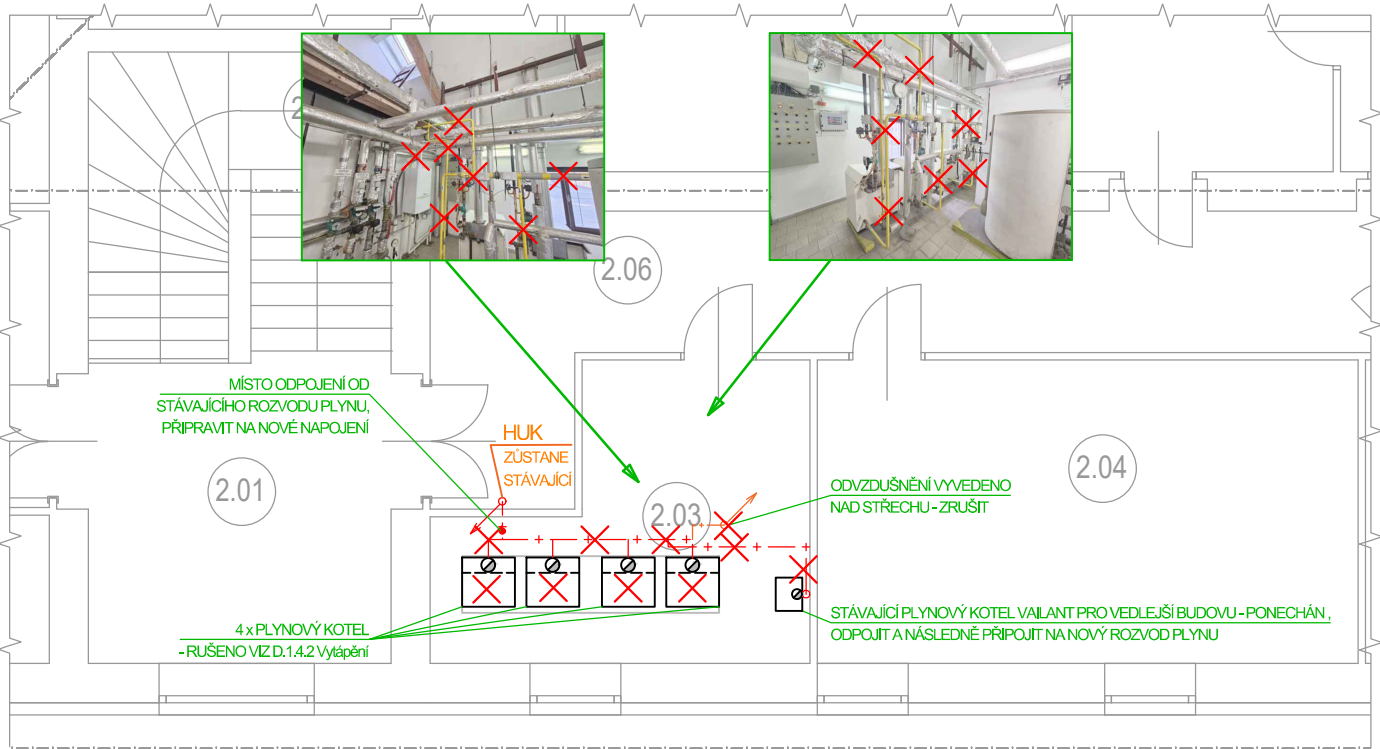 2.06
MÍSTO ODPOJENÍ OD
STÁVAJÍCÍHO ROZVODU PLYNU,
PŘIPRAVIT NA NOVÉ NAPOJENÍ
HUK
ZŮSTANE
STÁVAJÍCÍ
2.01
2.03
2.04
ODVZDUŠNĚNÍ VYVEDENO
NAD STŘECHU - ZRUŠIT
4 x PLYNOVÝ KOTEL
- RUŠENO VIZ D.1.4.2 Vytápění
STÁVAJÍCÍ PLYNOVÝ KOTEL VAILANT PRO VEDLEJŠÍ BUDOVU - PONECHÁN ,
ODPOJIT A NÁSLEDNĚ PŘIPOJIT NA NOVÝ ROZVOD PLYNU